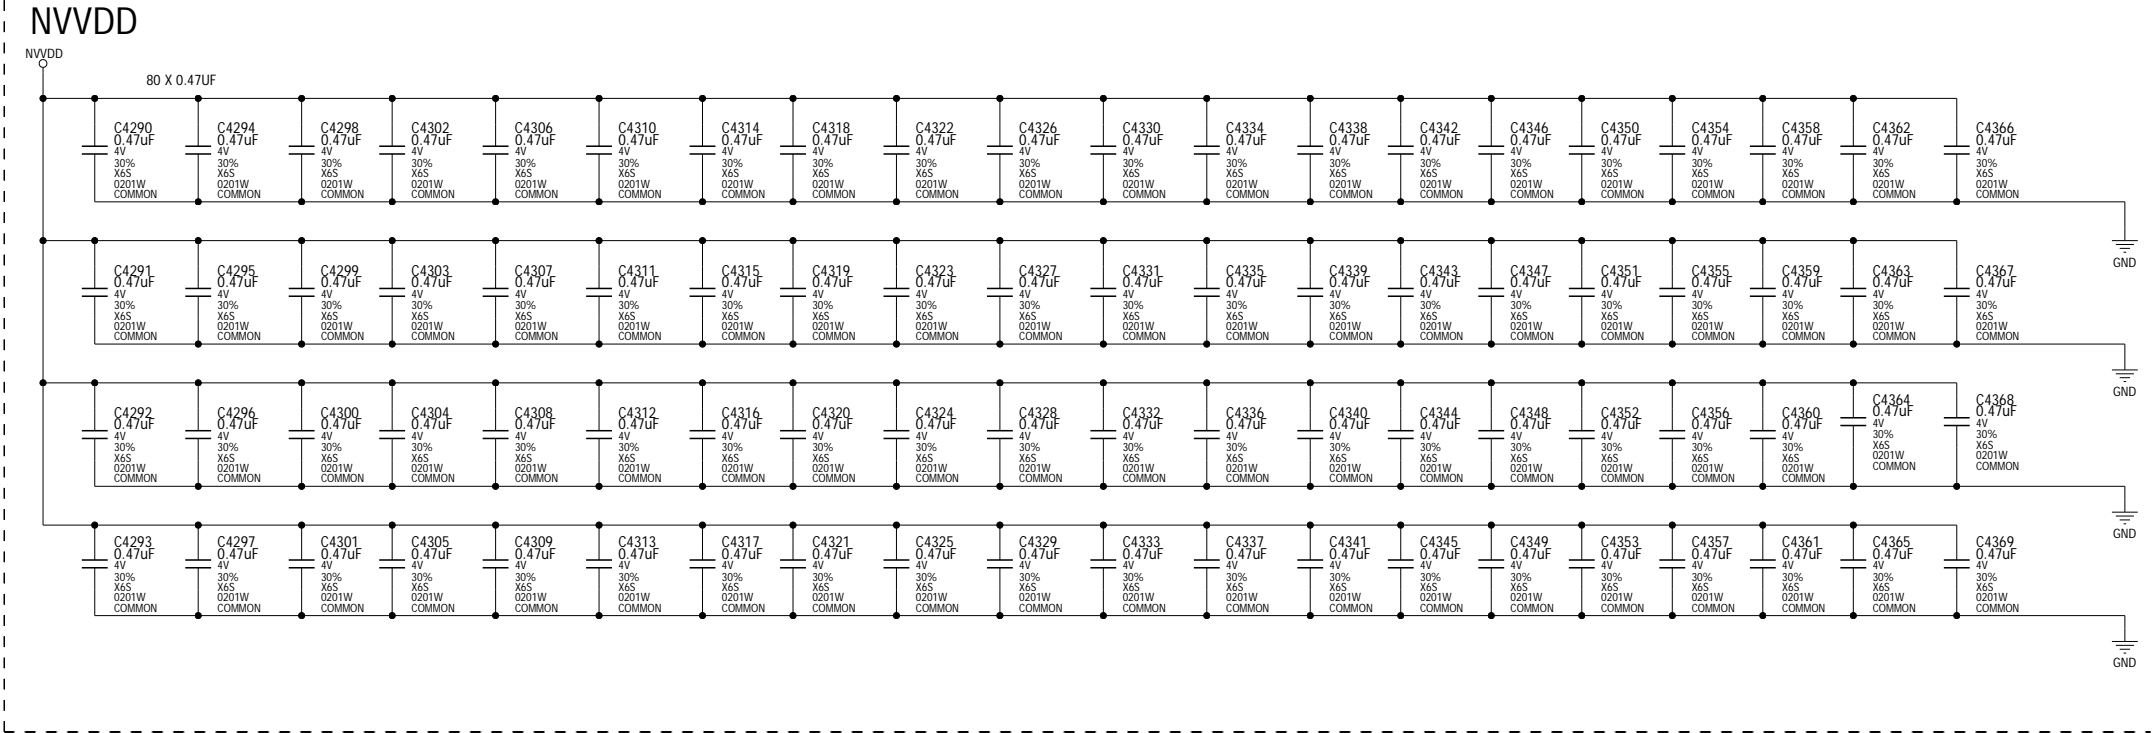 NVVDD
NVVDD
80 X 0.47UF
C4290 C4294 C4298 C4302 C4306 C4310 C4314 C4318 C4322 C4326 C4330 C4334 C4338 C4342 C4346 C4350 C4354 C4358 C4362 C4366
0.47uF 0.47uF 0.47uF 0.47uF 0.47uF 0.47uF 0.47uF 0.47uF 0.47uF 0.47uF 0.47uF 0.47uF 0.47uF 0.47uF 0.47uF 0.47uF 0.47uF 0.47uF 0.47uF 0.47uF
4V 4V 4V 4V 4V 4V 4V 4V 4V 4V 4V 4V 4V 4V 4V 4V 4V 4V 4V 4V
30% 30% 30% 30% 30% 30% 30% 30% 30% 30% 30% 30% 30% 30% 30% 30% 30% 30% 30% 30%
X6S X6S X6S X6S X6S X6S X6S X6S X6S X6S X6S X6S X6S X6S X6S X6S X6S X6S X6S X6S
0201W 0201W 0201W 0201W 0201W 0201W 0201W 0201W 0201W 0201W 0201W 0201W 0201W 0201W 0201W 0201W 0201W 0201W 0201W 0201W
COMMON COMMON COMMON COMMON COMMON COMMON COMMON COMMON COMMON COMMON COMMON COMMON COMMON COMMON COMMON COMMON COMMON COMMON COMMON COMMON
GND
C4291 C4295 C4299 C4303 C4307 C4311 C4315 C4319 C4323 C4327 C4331 C4335 C4339 C4343 C4347 C4351 C4355 C4359 C4363 C4367
0.47uF 0.47uF 0.47uF 0.47uF 0.47uF 0.47uF 0.47uF 0.47uF 0.47uF 0.47uF 0.47uF 0.47uF 0.47uF 0.47uF 0.47uF 0.47uF 0.47uF 0.47uF 0.47uF 0.47uF
4V 4V 4V 4V 4V 4V 4V 4V 4V 4V 4V 4V 4V 4V 4V 4V 4V 4V 4V 4V
30% 30% 30% 30% 30% 30% 30% 30% 30% 30% 30% 30% 30% 30% 30% 30% 30% 30% 30% 30%
X6S X6S X6S X6S X6S X6S X6S X6S X6S X6S X6S X6S X6S X6S X6S X6S X6S X6S X6S X6S
0201W 0201W 0201W 0201W 0201W 0201W 0201W 0201W 0201W 0201W 0201W 0201W 0201W 0201W 0201W 0201W 0201W 0201W 0201W 0201W
COMMON COMMON COMMON COMMON COMMON COMMON COMMON COMMON COMMON COMMON COMMON COMMON COMMON COMMON COMMON COMMON COMMON COMMON COMMON COMMON
GND
C4292 C4296 C4300 C4304 C4308 C4312 C4316 C4320 C4324 C4328 C4332 C4336 C4340 C4344 C4348 C4352 C4356 C4360 C4364 C4368
0.47uF 0.47uF 0.47uF 0.47uF 0.47uF 0.47uF 0.47uF 0.47uF 0.47uF 0.47uF 0.47uF 0.47uF 0.47uF 0.47uF 0.47uF 0.47uF 0.47uF 0.47uF 0.47uF 0.47uF
4V 4V 4V 4V 4V 4V 4V 4V 4V 4V 4V 4V 4V 4V 4V 4V 4V 4V 4V 4V
30% 30% 30% 30% 30% 30% 30% 30% 30% 30% 30% 30% 30% 30% 30% 30% 30% 30% 30% 30%
X6S X6S X6S X6S X6S X6S X6S X6S X6S X6S X6S X6S X6S X6S X6S X6S X6S X6S X6S X6S
0201W 0201W 0201W 0201W 0201W 0201W 0201W 0201W 0201W 0201W 0201W 0201W 0201W 0201W 0201W 0201W 0201W 0201W 0201W 0201W
COMMON COMMON COMMON COMMON COMMON COMMON COMMON COMMON COMMON COMMON COMMON COMMON COMMON COMMON COMMON COMMON COMMON COMMON COMMON COMMON
GND
C4293 C4297 C4301 C4305 C4309 C4313 C4317 C4321 C4325 C4329 C4333 C4337 C4341 C4345 C4349 C4353 C4357 C4361 C4365 C4369
0.47uF 0.47uF 0.47uF 0.47uF 0.47uF 0.47uF 0.47uF 0.47uF 0.47uF 0.47uF 0.47uF 0.47uF 0.47uF 0.47uF 0.47uF 0.47uF 0.47uF 0.47uF 0.47uF 0.47uF
4V 4V 4V 4V 4V 4V 4V 4V 4V 4V 4V 4V 4V 4V 4V 4V 4V 4V 4V 4V
30% 30% 30% 30% 30% 30% 30% 30% 30% 30% 30% 30% 30% 30% 30% 30% 30% 30% 30% 30%
X6S X6S X6S X6S X6S X6S X6S X6S X6S X6S X6S X6S X6S X6S X6S X6S X6S X6S X6S X6S
0201W 0201W 0201W 0201W 0201W 0201W 0201W 0201W 0201W 0201W 0201W 0201W 0201W 0201W 0201W 0201W 0201W 0201W 0201W 0201W
COMMON COMMON COMMON COMMON COMMON COMMON COMMON COMMON COMMON COMMON COMMON COMMON COMMON COMMON COMMON COMMON COMMON COMMON COMMON COMMON
GND